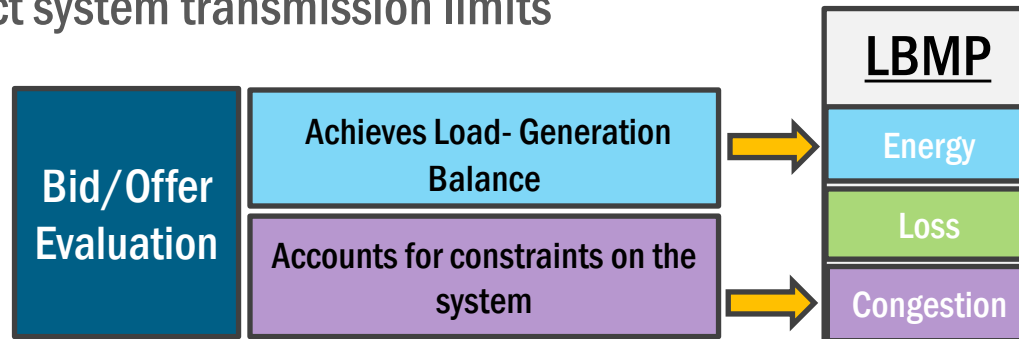 ct system transmission limits
LBMP
Bid/Offer
Evaluation
Achieves Load- Generation
Balance
Energy
Loss
Accounts for constraints on the
system
Congestion